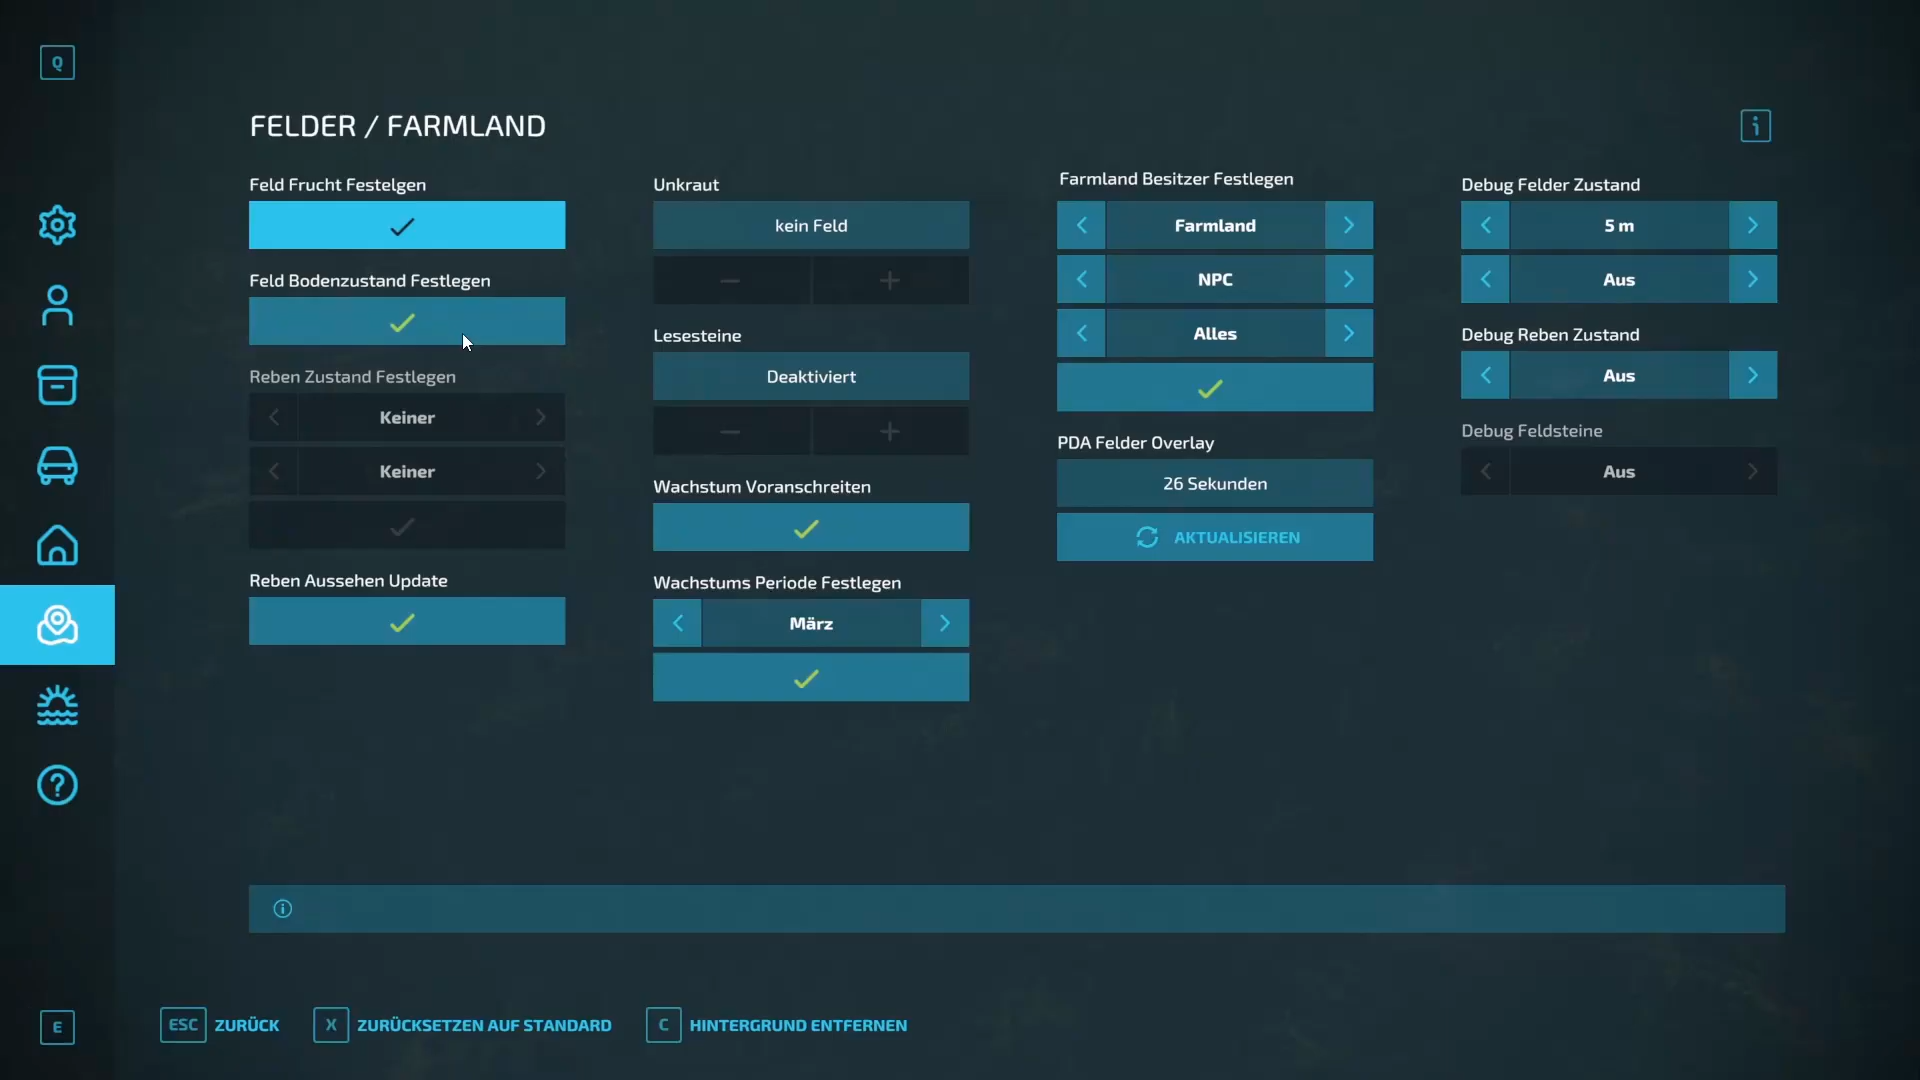 Q
FELDER / FARMLAND
Feld Frucht Festelgen
Feld Bodenzustand Festlegen
Reben Zustand Festlegen
Keiner
Keiner
Reben Aussehen Update
Unkraut
kein Feld
Lesesteine
Deaktiviert
Wachstum Voranschreiten
Wachstums Periode Festlegen
März
Farmland Besitzer Festlegen
Farmland
NPC
Alles
PDA Felder Overlay
26 Sekunden
AKTUALISIEREN
Debug Felder Zustand
5 m
Aus
Debug Reben Zustand
Aus
Debug Feldsteine
Aus
E
ESC ZURÜCK
X ZURÜCKSETZEN AUF STANDARD
C HINTERGRUND ENTFERNEN